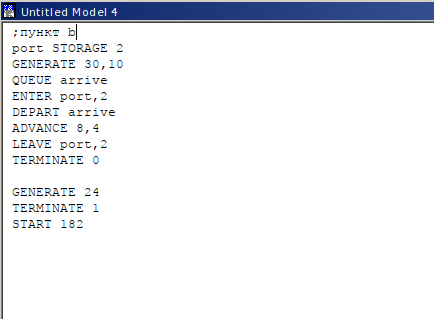 Untitled Model 4
;пункт b
port STORAGE 2
GENERATE 30,10
QUEUE arrive
ENTER port,2
DEPART arrive
ADVANCE 8,4
LEAVE port,2
TERMINATE 0
GENERATE 24
TERMINATE 1
START 182